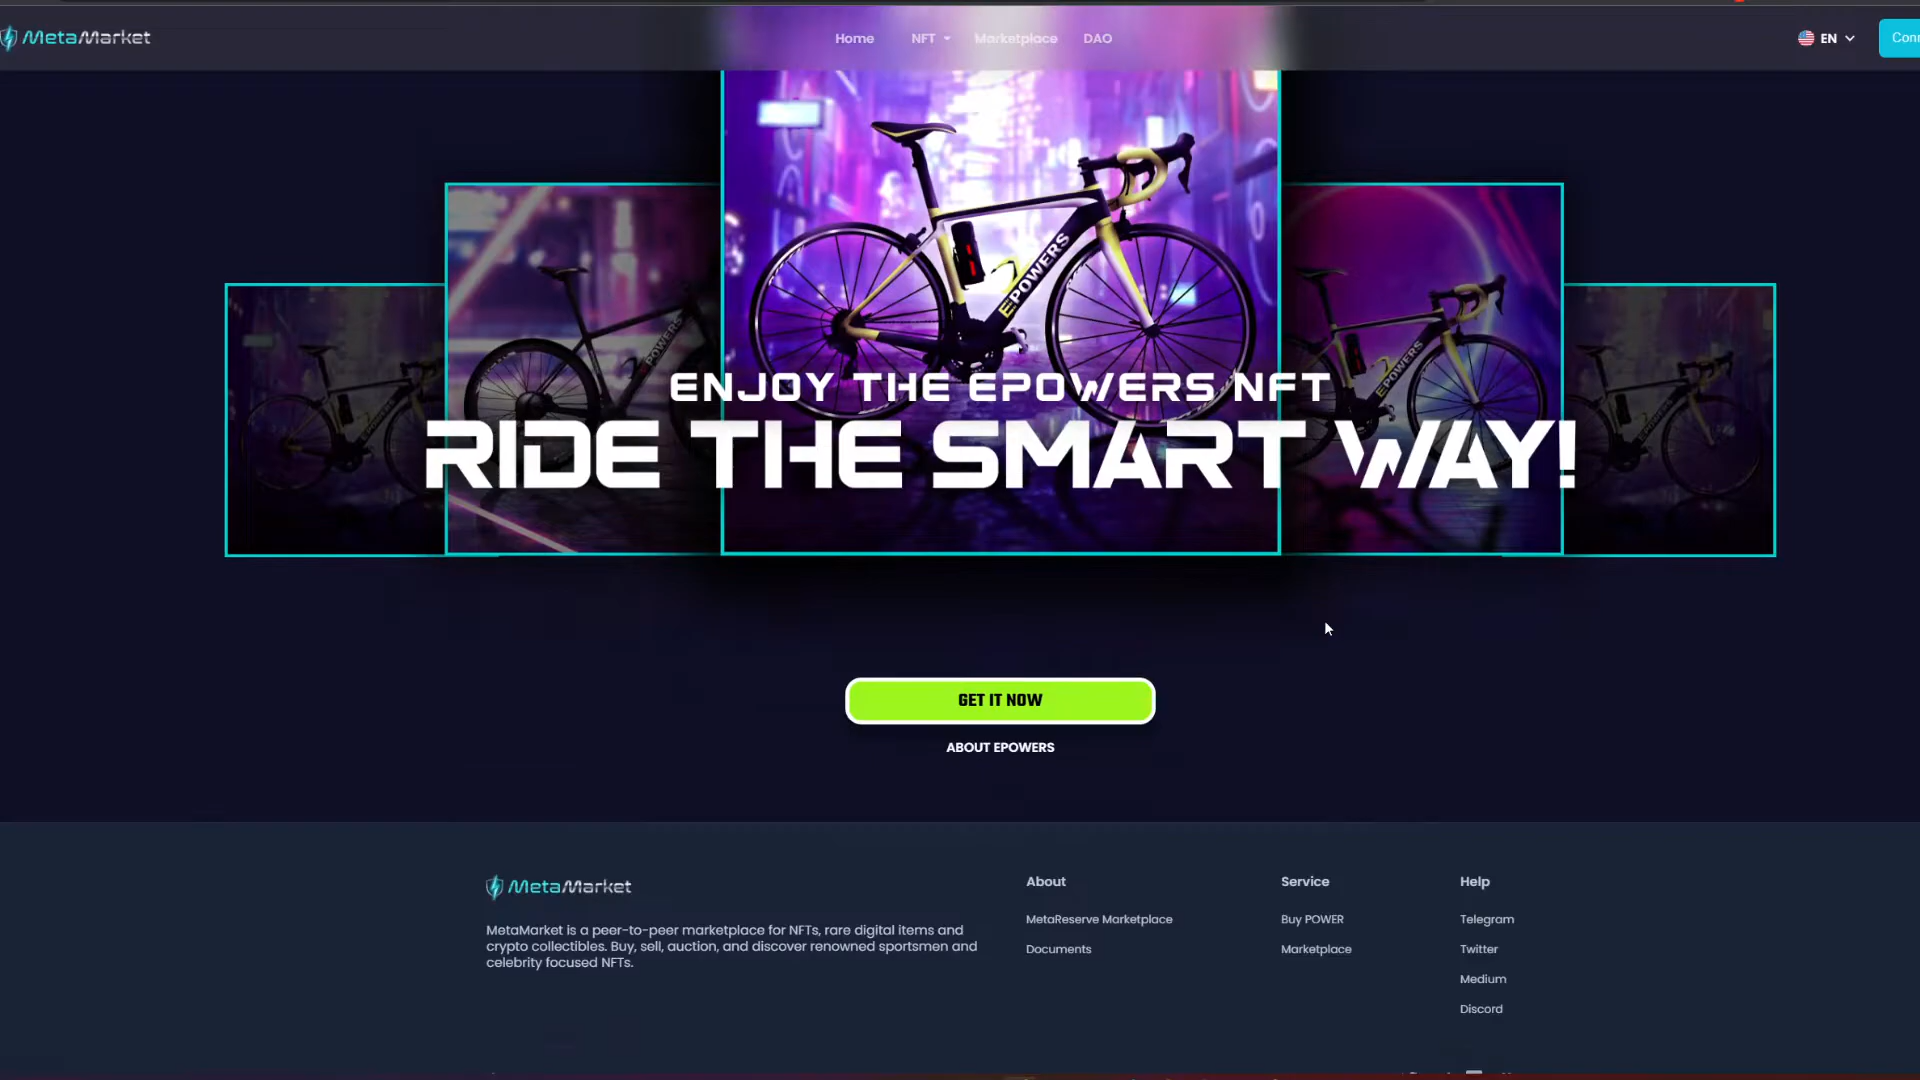 MetaMarket
Home NFT Marketplace DAO
EN
Conn
EPOWERS
POWERS
EPOWERS
ENJOY THE EPOWERS NFT
RIDE THE SMART WAY!
GET IT NOW
ABOUT EPOWERS
MetaMarket
MetaMarket is a peer-to-peer marketplace for NFTs, rare digital items and
crypto collectibles. Buy, sell, auction, and discover renowned sportsmen and
celebrity focused NFTs.
About
MetaReserve Marketplace
Documents
Service
Buy POWER
Marketplace
Help
Telegram
Twitter
Medium
Discord